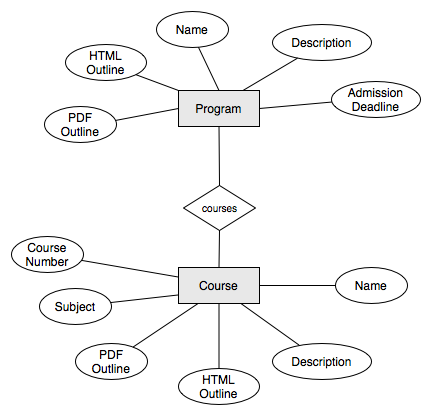 Name
Description
HTML
Outline
Admission
Deadline
Program
PDF
Outline
courses
Course
Number
Course
Name
Subject
PDF
Outline
Description
HTML
Outline